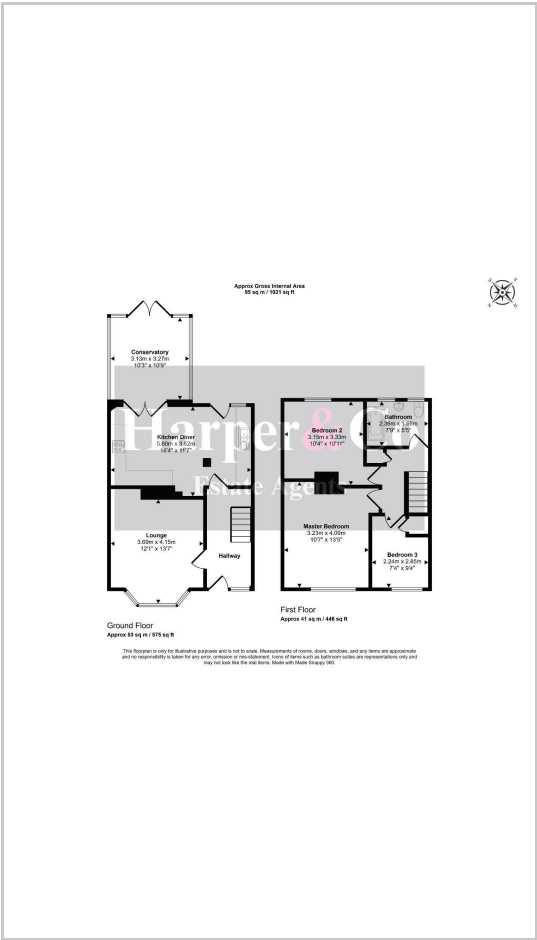 Approx Gross Internal Area
95 sq m / 1021 sq ft
Conservatory
3.13m x 3.27m
10'3" x 10'9"
Kitchen Diner
5.60m x 3.52m
18'4" x 11'7"
Bedroom 2
3.15m x 3.33m
10'4" x 10'11"
Bathroom
2.36m x 1.65m
7'9" x 5'5"
Harper & Co
Estate Agents
Lounge
3.69m x 4.15m
12'1" x 13'7"
Hallway
Master Bedroom
3.23m x 4.09m
10'7" x 13'5"
Bedroom 3
2.24m x 2.85m
7'4" x 9'4"
Ground Floor
Approx 53 sq m / 575 sq ft
First Floor
Approx 41 sq m / 446 sq ft
This floorplan is only for illustrative purposes and is not to scale. Measurements of rooms, doors, windows, and any items are approximate
and no responsibility is taken for any error, omission or mis-statement. Icons of items such as bathroom suites are representations only and
may not look like the real items. Made with Made Snappy 360.